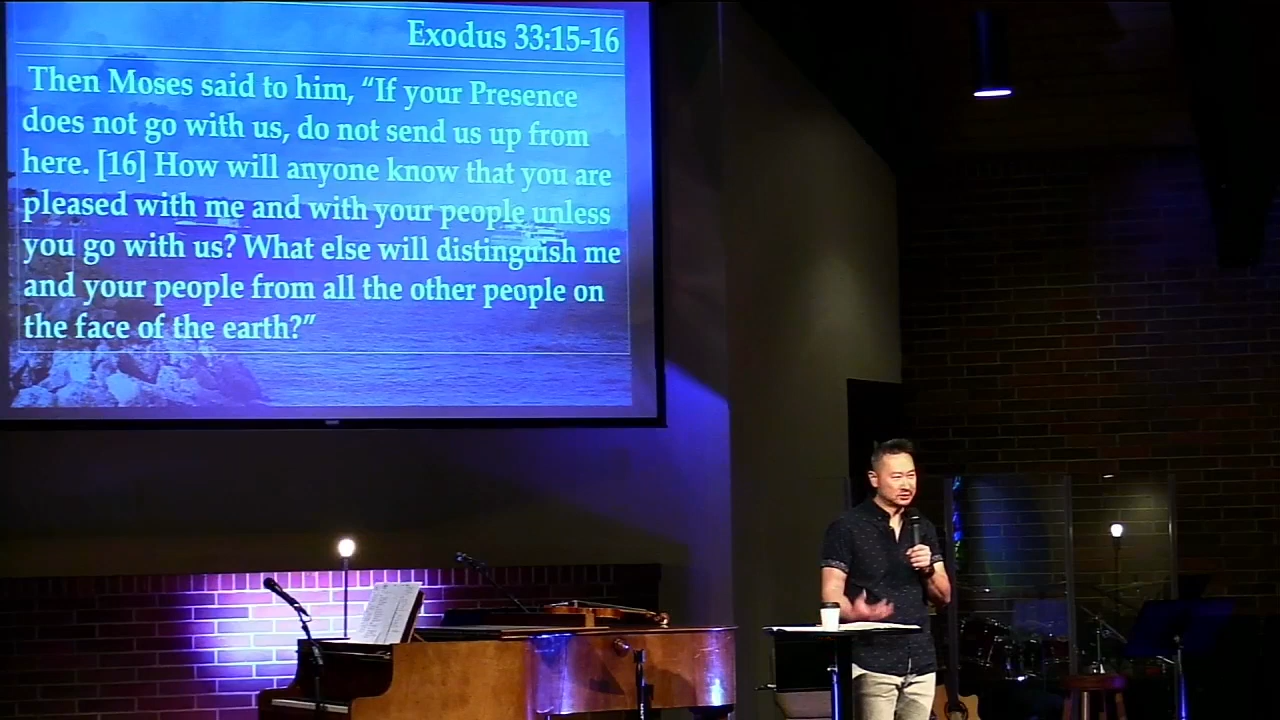 Exodus 33:15-16
Then Moses said to him, “If your Presence
does not go with us, do not send us up from
here. [16] How will anyone know that you are
pleased with me and with your people unless
you go with us? What else will distinguish me
and your people from all the other people on
the face of the earth?”